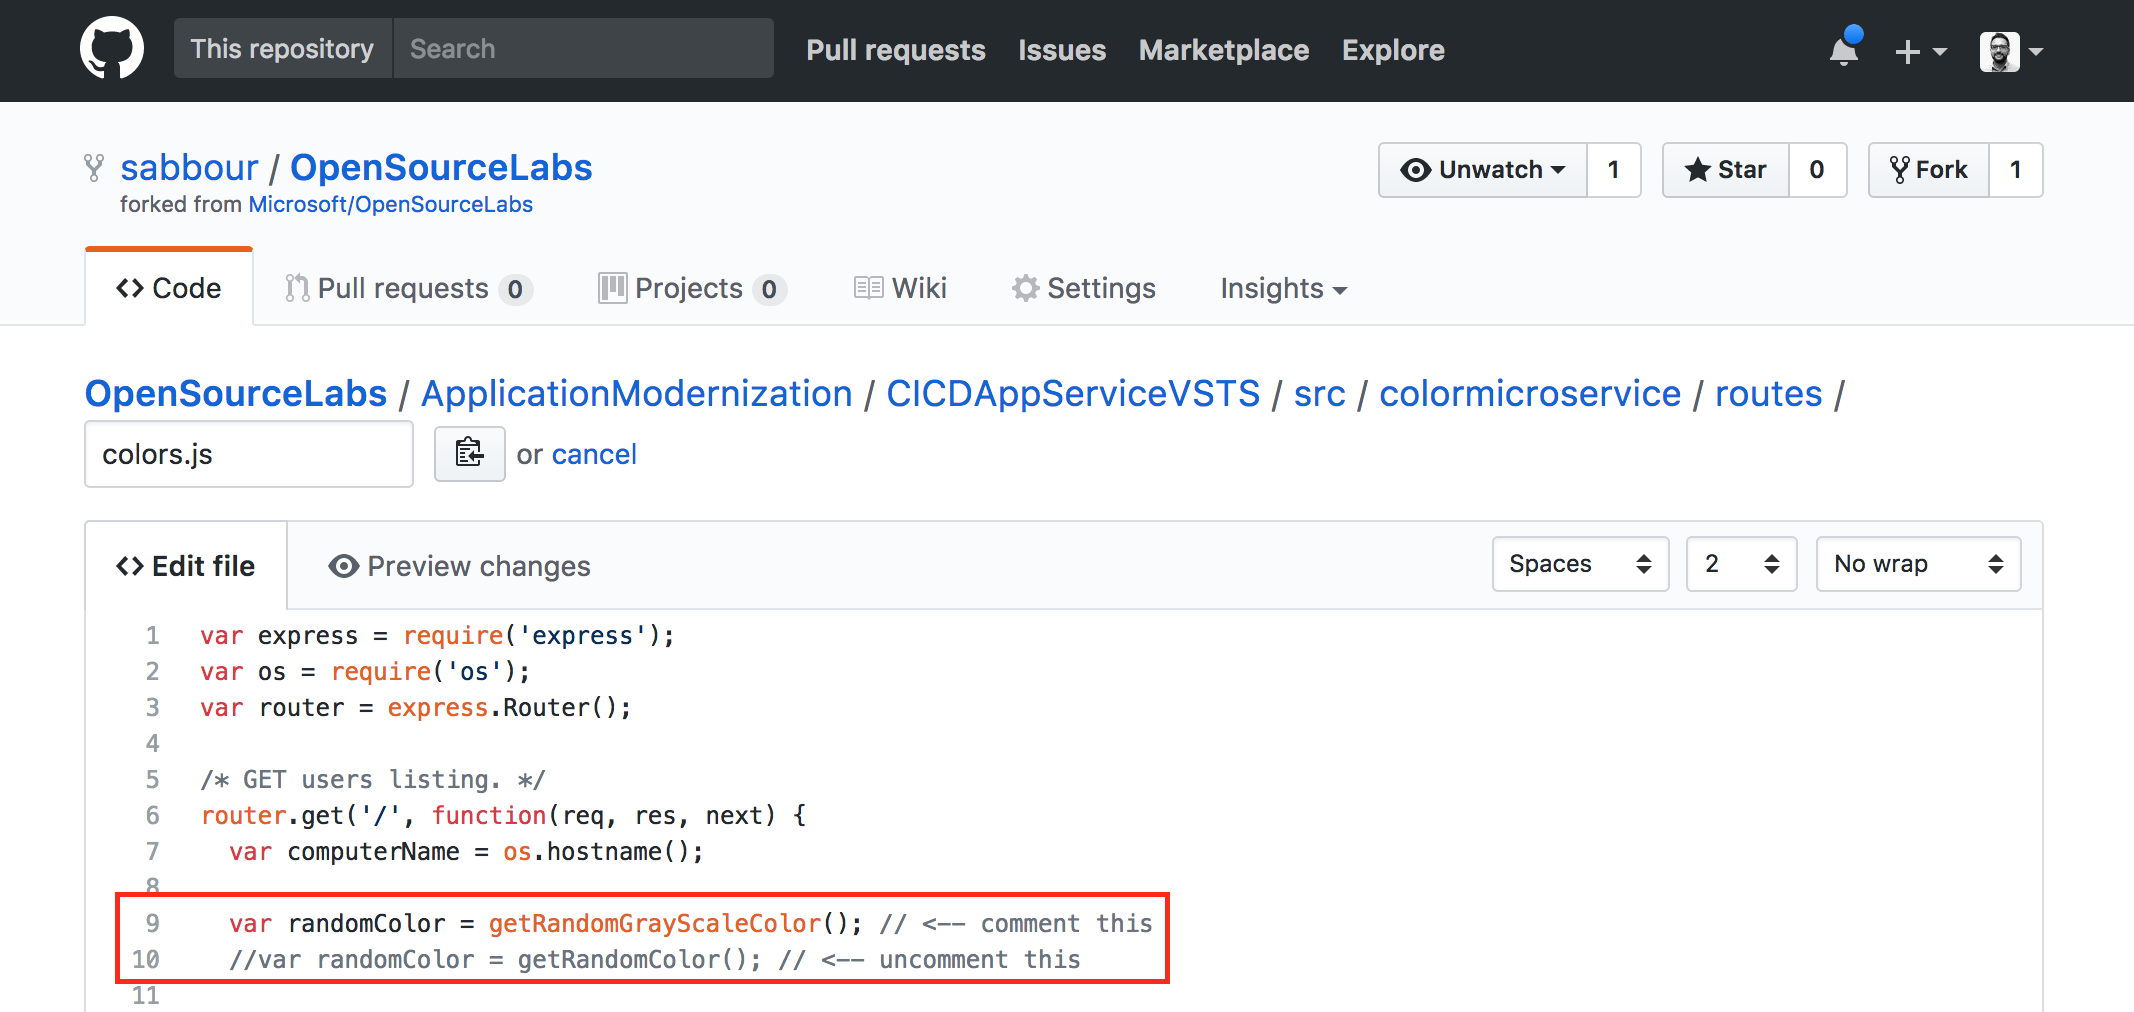 This repository Search Pull requests Issues Marketplace Explore
sabbour / OpenSourceLabs Unwatch 1 Star 0 Fork 1
forked from Microsoft/OpenSourceLabs
Code Pull requests 0 Projects 0 Wiki Settings Insights
OpenSourceLabs / ApplicationModernization / CICDAppServiceVSTS / src / colormicroservice / routes /
colors.js or cancel
Edit file Preview changes Spaces 2 No wrap
1 var express = require('express');
2 var os = require('os');
3 var router = express.Router();
4
5 /* GET users listing. */
6 router.get('/', function(req, res, next) {
7 var computerName = os.hostname();
8
9 var randomColor = getRandomGrayScaleColor(); // <-- comment this
10 //var randomColor = getRandomColor(); // <-- uncomment this
11